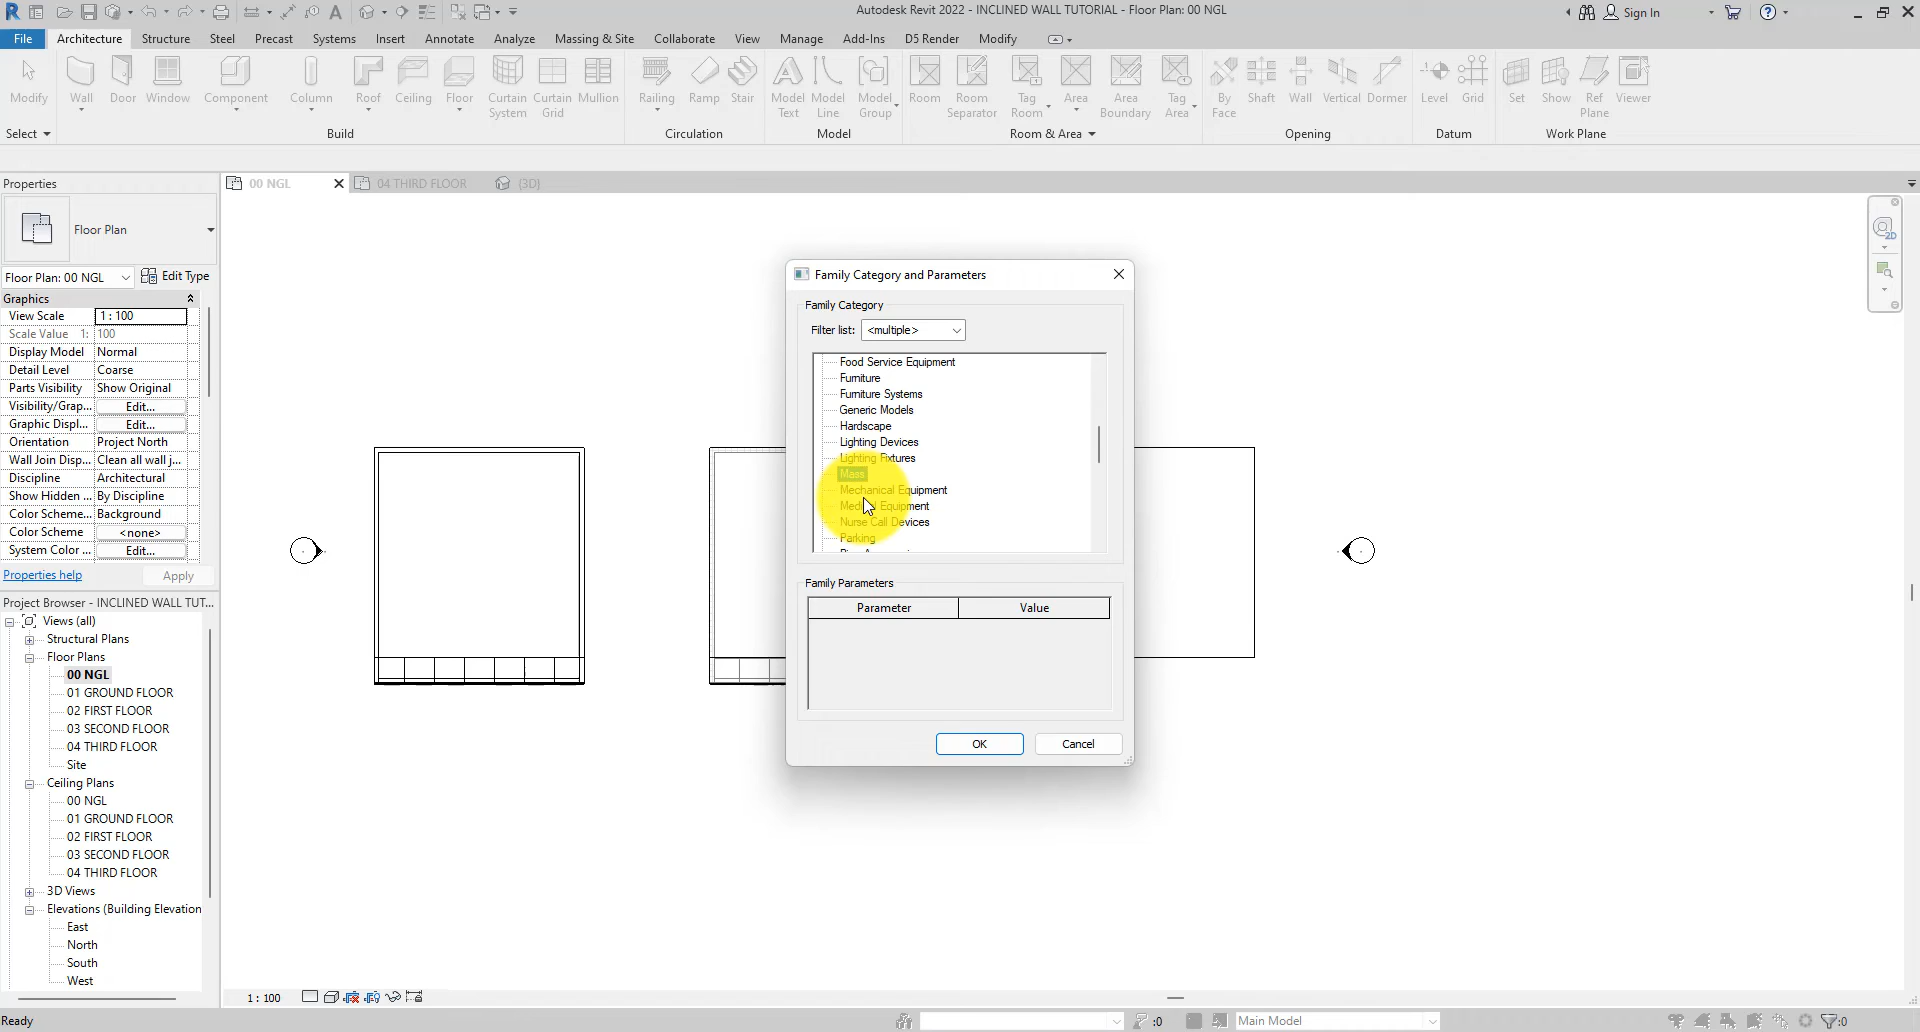 Autodesk Revit 2022 - INCLINED WALL TUTORIAL - Floor Plan: 00 NGL
Sign In
File Architecture Structure Steel Precast Systems Insert Annotate Analyze Massing & Site Collaborate View Manage Add-Ins D5 Render Modify
Modify Wall Door Window Component Column Roof Ceiling Floor Curtain System Curtain Grid Mullion Railing Ramp Stair Model Text Model Line Model Group Room Room Separator Tag Room Area Area Boundary Tag Area By Face Shaft Wall Vertical Dormer Level Grid Set Show Ref Plane Viewer
Select Build Circulation Model Room & Area Opening Datum Work Plane
Properties
00 NGL 04 THIRD FLOOR {3D}
Floor Plan
Floor Plan: 00 NGL Edit Type
Graphics
View Scale 1 : 100
Scale Value 1: 100
Display Model Normal
Detail Level Coarse
Parts Visibility Show Original
Visibility/Grap... Edit...
Graphic Displ... Edit...
Orientation Project North
Wall Join Disp... Clean all wall j...
Discipline Architectural
Show Hidden ... By Discipline
Color Scheme... Background
Color Scheme <none>
System Color ... Edit...
Properties help Apply
Project Browser - INCLINED WALL TUT...
Views (all)
Structural Plans
Floor Plans
00 NGL
01 GROUND FLOOR
02 FIRST FLOOR
03 SECOND FLOOR
04 THIRD FLOOR
Site
Ceiling Plans
00 NGL
01 GROUND FLOOR
02 FIRST FLOOR
03 SECOND FLOOR
04 THIRD FLOOR
3D Views
Elevations (Building Elevation
East
North
South
West
Family Category and Parameters
Family Category
Filter list: <multiple>
Food Service Equipment
Furniture
Furniture Systems
Generic Models
Hardscape
Lighting Devices
Lighting Fixtures
Mass
Mechanical Equipment
Medical Equipment
Nurse Call Devices
Parking
Family Parameters
Parameter Value
OK Cancel
2D
1 : 100
Ready :0 Main Model :0